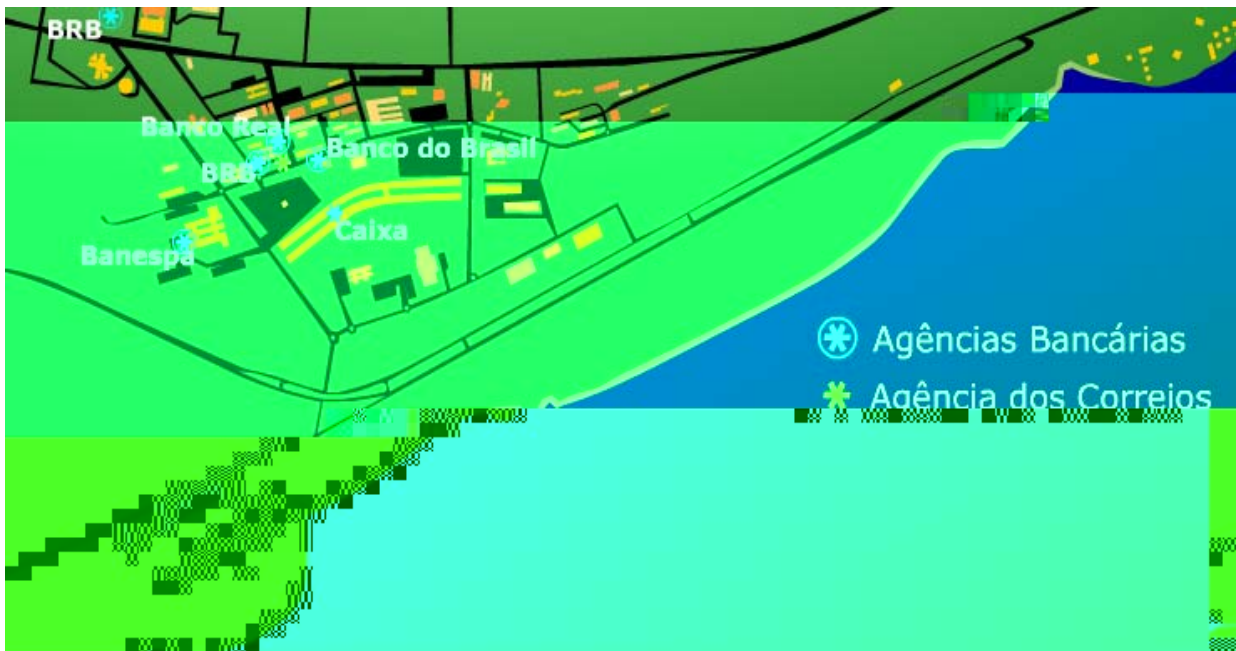 BRB
Banco Real
Banco do Brasil
BRB
Caixa
Banespa
Agências Bancárias
Agência dos Correios